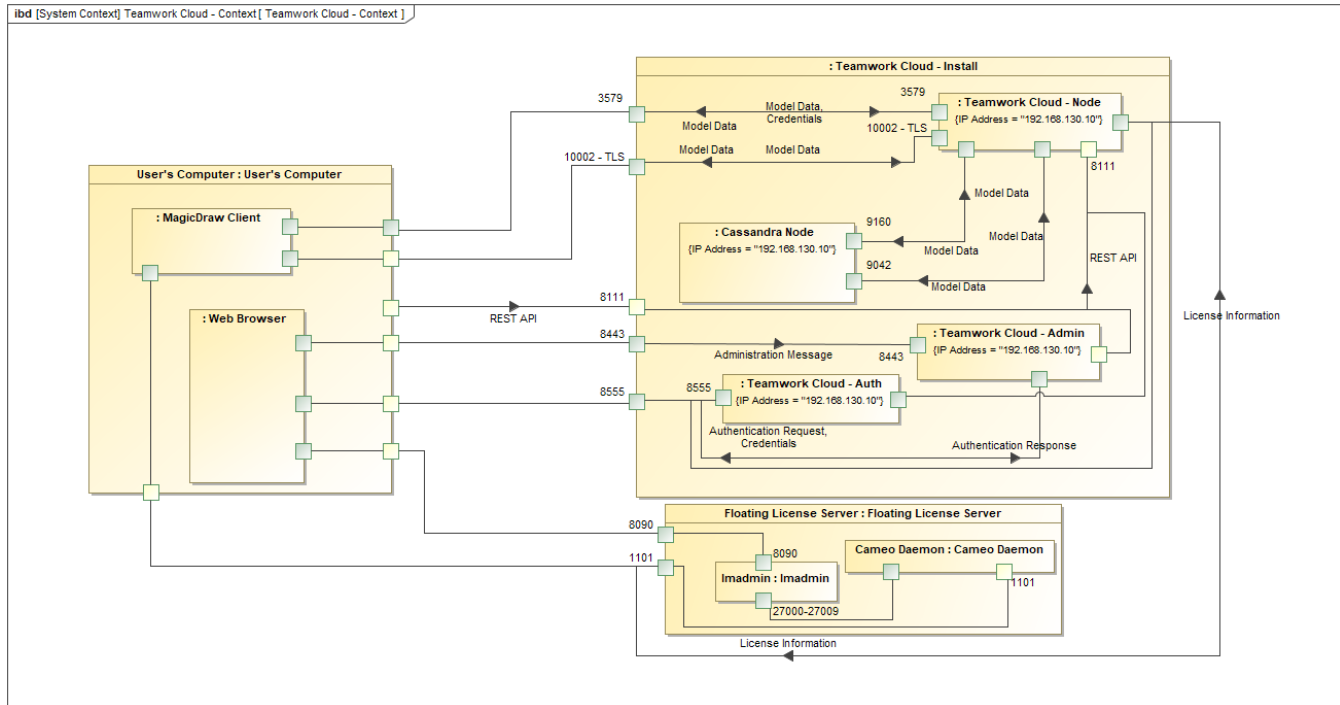 ibd [System Context] Teamwork Cloud - Context [ Teamwork Cloud - Context ]
: Teamwork Cloud - Install
3579
Model Data,
Credentials
Model Data
3579
: Teamwork Cloud - Node
{IP Address = "192.168.130.10"}
10002 - TLS
10002 - TLS
Model Data
Model Data
8111
User's Computer : User's Computer
: MagicDraw Client
Model Data
: Cassandra Node
{IP Address = "192.168.130.10"}
9160
Model Data
Model Data
9042
Model Data
REST API
8111
REST API
License Information
: Web Browser
8443
Administration Message
8443
: Teamwork Cloud - Admin
{IP Address = "192.168.130.10"}
8555
8555
: Teamwork Cloud - Auth
{IP Address = "192.168.130.10"}
Authentication Request,
Credentials
Authentication Response
Floating License Server : Floating License Server
8090
8090
1101
lmadmin : lmadmin
Cameo Daemon : Cameo Daemon
1101
27000-27009
License Information